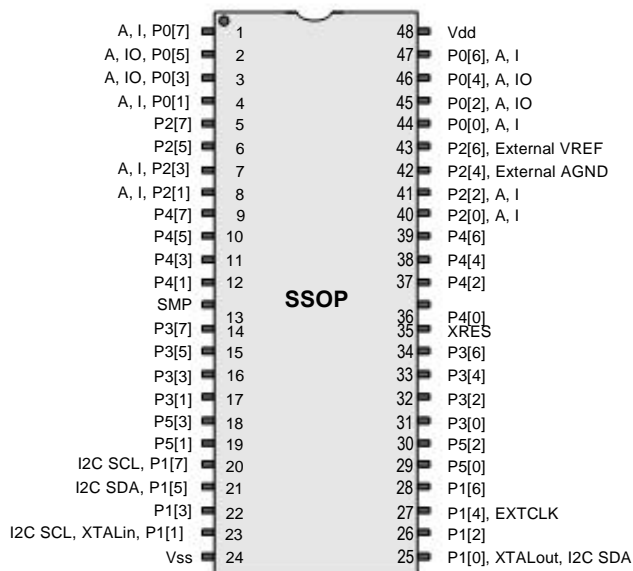 A, I, P0[7] 1 48 Vdd
A, IO, P0[5] 2 47 P0[6], A, I
A, IO, P0[3] 3 46 P0[4], A, IO
A, I, P0[1] 4 45 P0[2], A, IO
P2[7] 5 44 P0[0], A, I
P2[5] 6 43 P2[6], External VREF
A, I, P2[3] 7 42 P2[4], External AGND
A, I, P2[1] 8 41 P2[2], A, I
P4[7] 9 40 P2[0], A, I
P4[5] 10 39 P4[6]
P4[3] 11 38 P4[4]
P4[1] 12 37 P4[2]
SSOP
SMP 13 36 P4[0]
P3[7] 14 35 XRES
P3[5] 15 34 P3[6]
P3[3] 16 33 P3[4]
P3[1] 17 32 P3[2]
P5[3] 18 31 P3[0]
P5[1] 19 30 P5[2]
I2C SCL, P1[7] 20 29 P5[0]
I2C SDA, P1[5] 21 28 P1[6]
P1[3] 22 27 P1[4], EXTCLK
I2C SCL, XTALin, P1[1] 23 26 P1[2]
Vss 24 25 P1[0], XTALout, I2C SDA